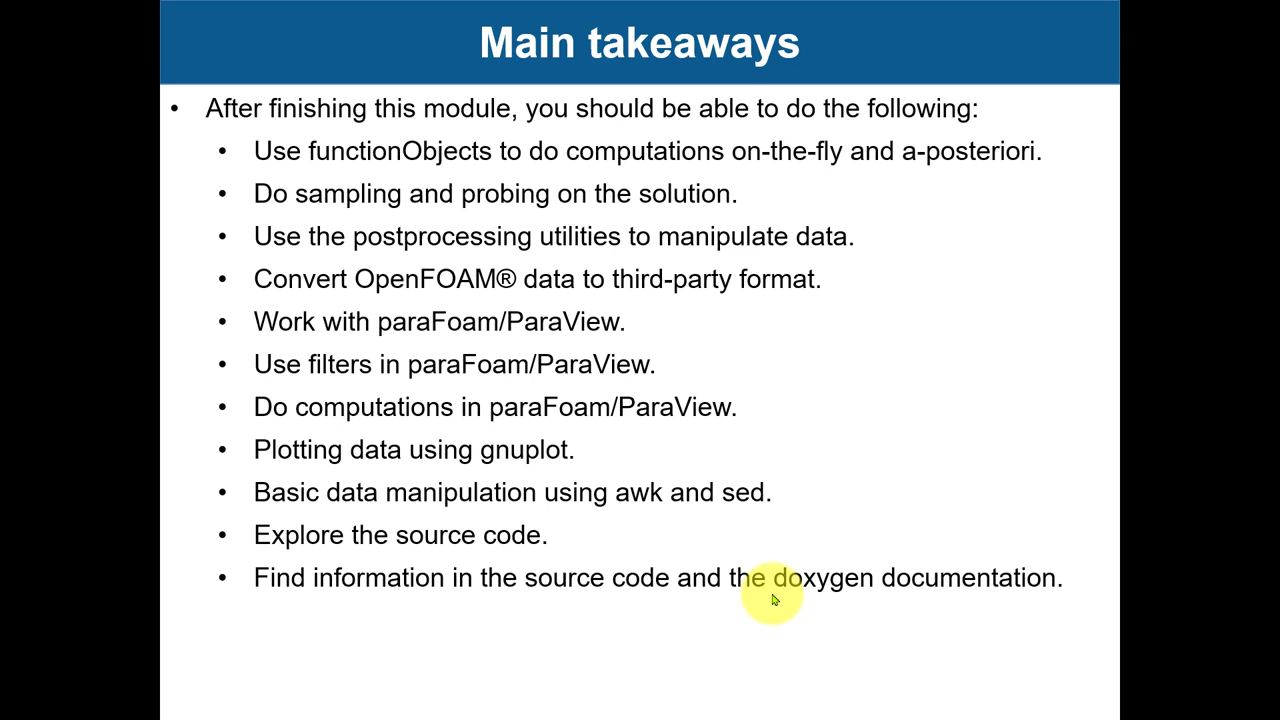 Main takeaways
• After finishing this module, you should be able to do the following:
• Use functionObjects to do computations on-the-fly and a-posteriori.
• Do sampling and probing on the solution.
• Use the postprocessing utilities to manipulate data.
• Convert OpenFOAM® data to third-party format.
• Work with paraFoam/ParaView.
• Use filters in paraFoam/ParaView.
• Do computations in paraFoam/ParaView.
• Plotting data using gnuplot.
• Basic data manipulation using awk and sed.
• Explore the source code.
• Find information in the source code and the doxygen documentation.